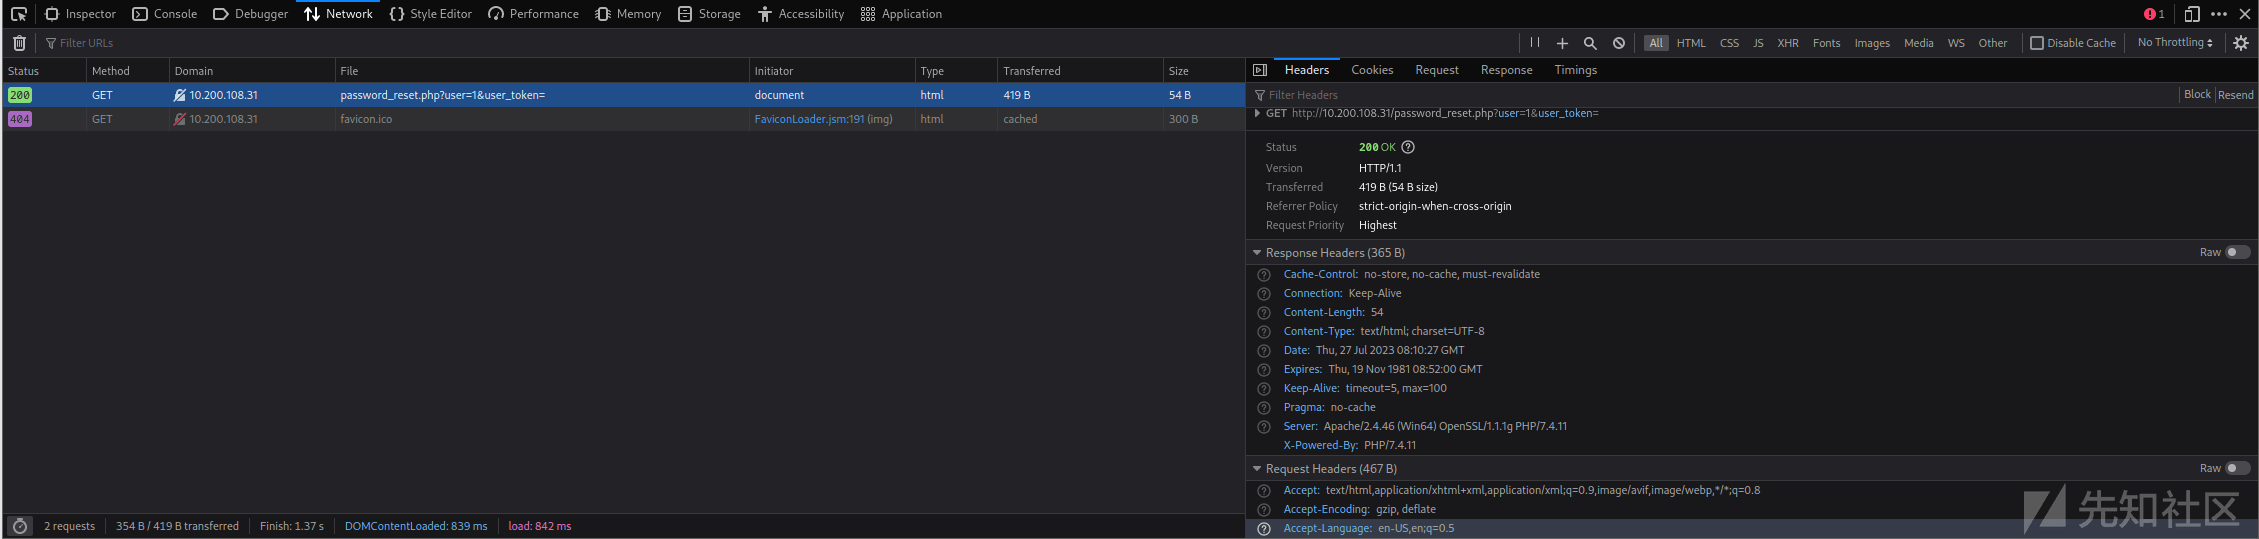 Inspector Console Debugger Network Style Editor Performance Memory Storage Accessibility Application 1
Filter URLs All HTML CSS JS XHR Fonts Images Media WS Other Disable Cache No Throttling
Status Method Domain File Initiator Type Transferred Size
200 GET 10.200.108.31 password_reset.php?user=1&user_token= document html 419 B 54 B
404 GET 10.200.108.31 favicon.ico FaviconLoader.jsm:191 (img) html cached 300 B
2 requests 354 B / 419 B transferred Finish: 1.37 s DOMContentLoaded: 839 ms load: 842 ms
Headers Cookies Request Response Timings
Filter Headers Block Resend
GET http://10.200.108.31/password_reset.php?user=1&user_token=
Status 200 OK
Version HTTP/1.1
Transferred 419 B (54 B size)
Referrer Policy strict-origin-when-cross-origin
Request Priority Highest
Response Headers (365 B) Raw
Cache-Control: no-store, no-cache, must-revalidate
Connection: Keep-Alive
Content-Length: 54
Content-Type: text/html; charset=UTF-8
Date: Thu, 27 Jul 2023 08:10:27 GMT
Expires: Thu, 19 Nov 1981 08:52:00 GMT
Keep-Alive: timeout=5, max=100
Pragma: no-cache
Server: Apache/2.4.46 (Win64) OpenSSL/1.1.1g PHP/7.4.11
X-Powered-By: PHP/7.4.11
Request Headers (467 B) Raw
Accept: text/html,application/xhtml+xml,application/xml;q=0.9,image/avif,image/webp,*/*;q=0.8
Accept-Encoding: gzip, deflate
Accept-Language: en-US,en;q=0.5
先知社区